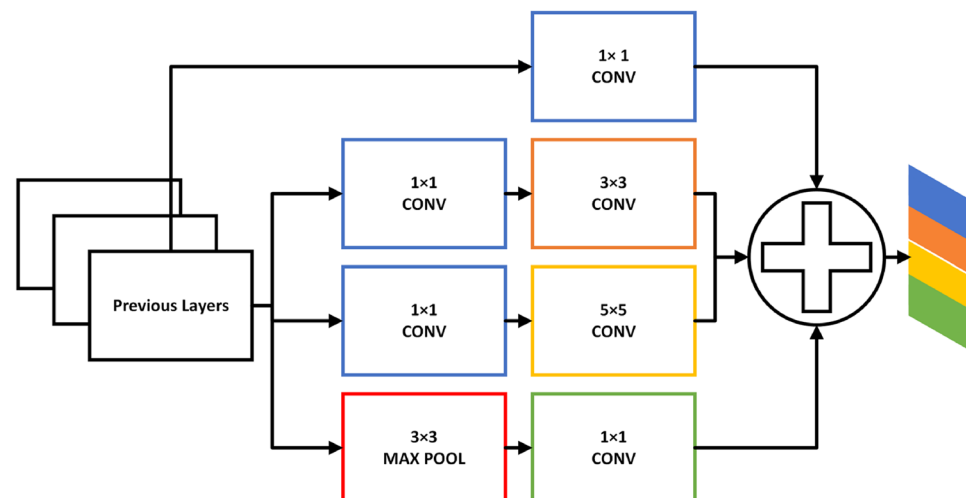 1× 1
CONV
1×1
CONV
3×3
CONV
Previous Layers
1×1
CONV
5×5
CONV
3×3
MAX POOL
1×1
CONV